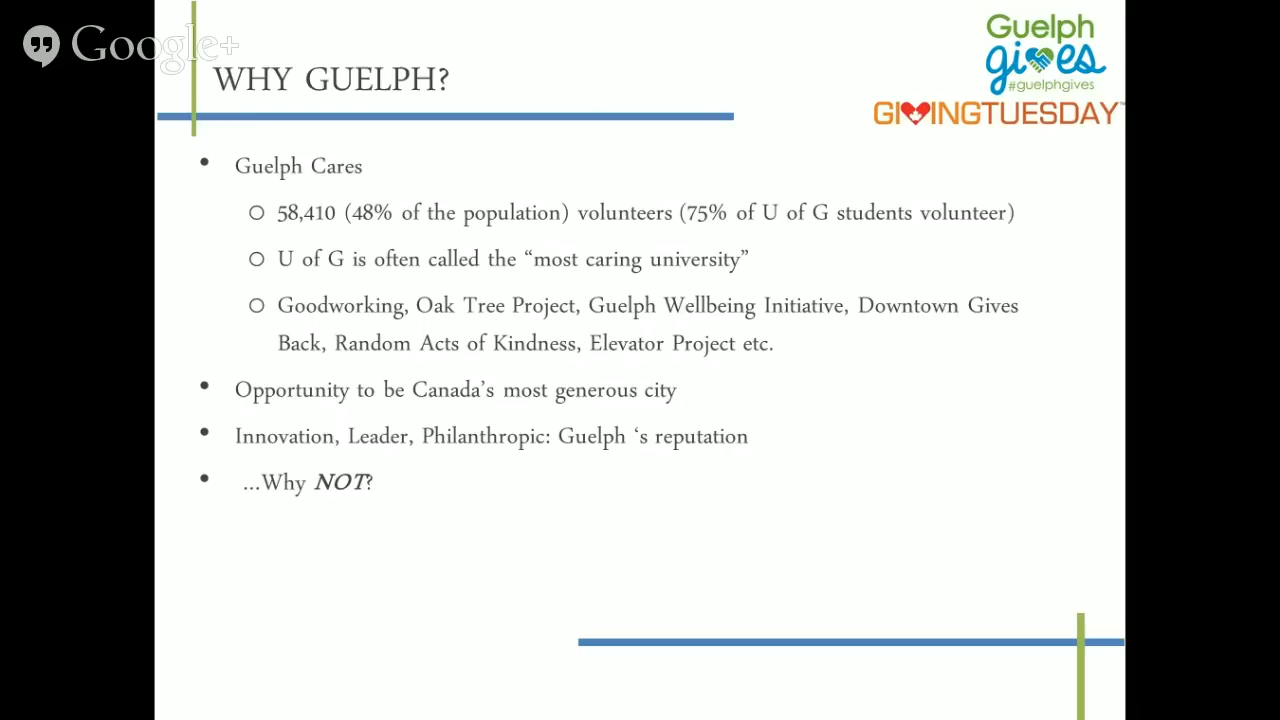 Google+
WHY GUELPH?
Guelph
gives
#guelphgives
GIVINGTUESDAY™
• Guelph Cares
o 58,410 (48% of the population) volunteers (75% of U of G students volunteer)
o U of G is often called the “most caring university”
o Goodworking, Oak Tree Project, Guelph Wellbeing Initiative, Downtown Gives
Back, Random Acts of Kindness, Elevator Project etc.
• Opportunity to be Canada’s most generous city
• Innovation, Leader, Philanthropic: Guelph ‘s reputation
• ...Why NOT?